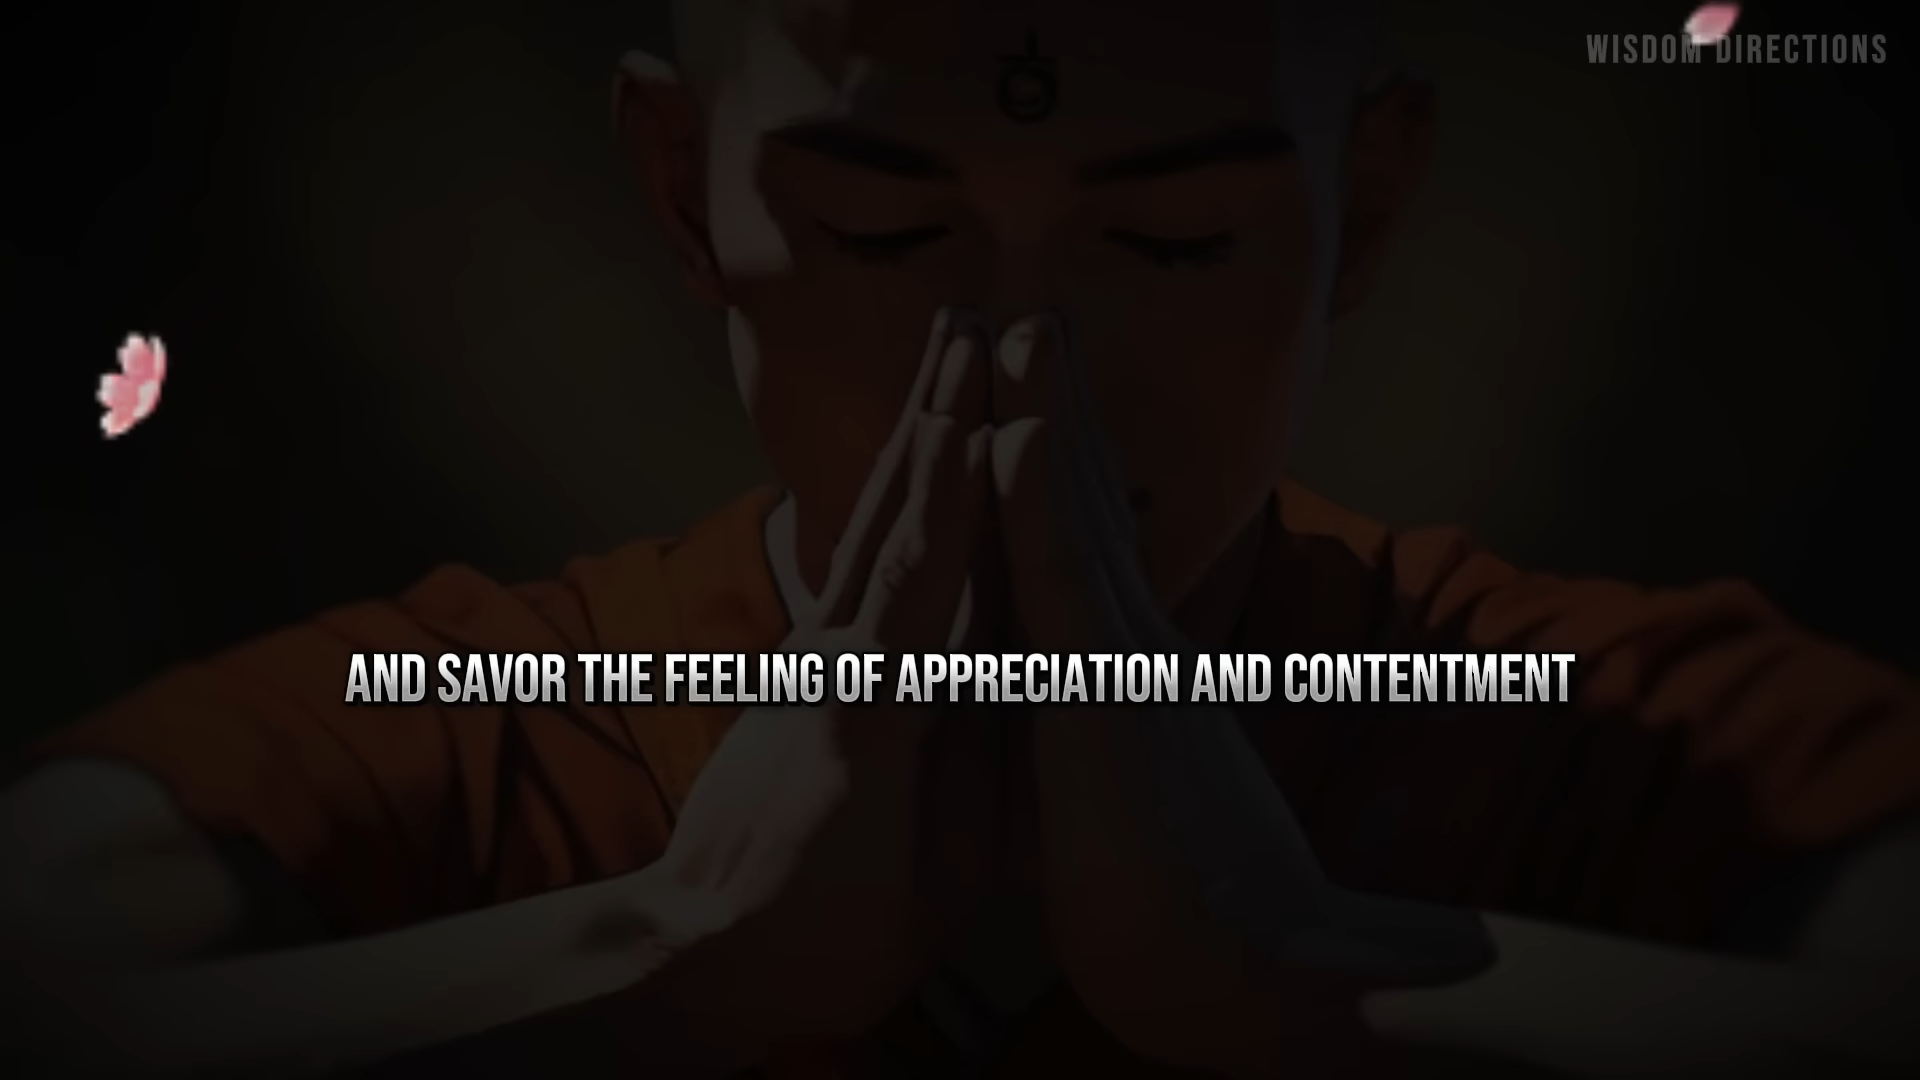 WISDOM DIRECTIONS
AND SAVOR THE FEELING OF APPRECIATION AND CONTENTMENT